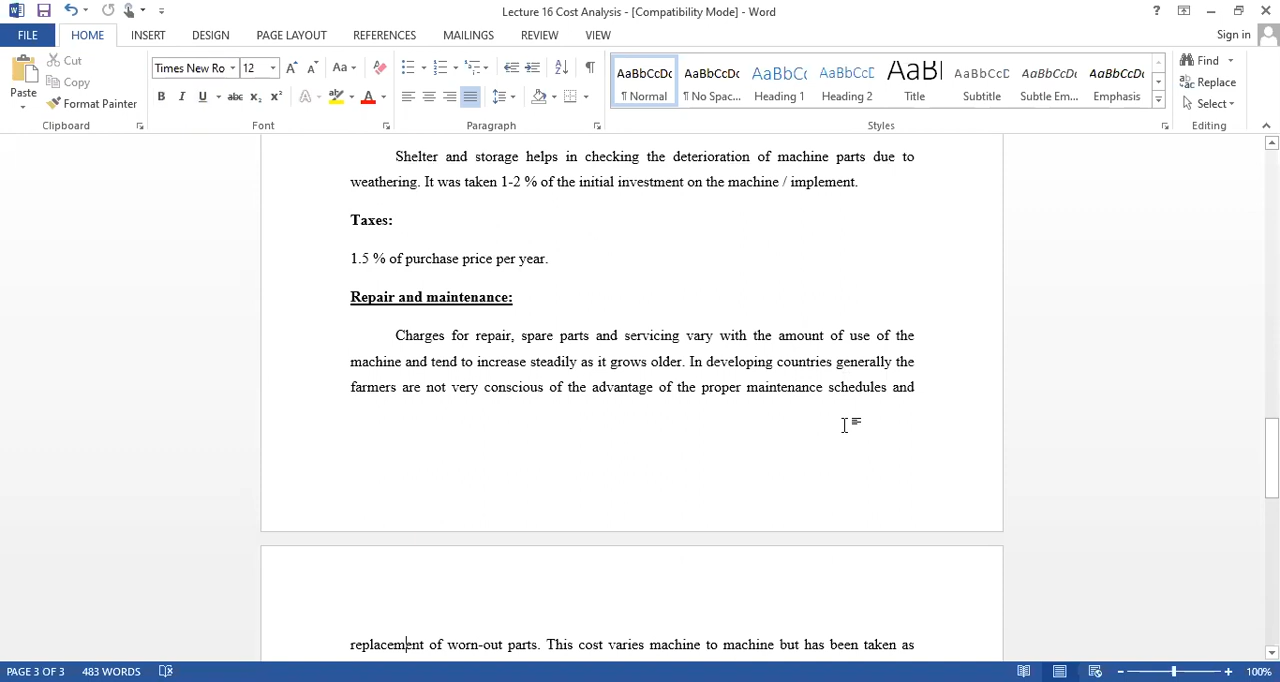 Lecture 16 Cost Analysis - [Compatibility Mode] - Word
?
FILE HOME INSERT DESIGN PAGE LAYOUT REFERENCES MAILINGS REVIEW VIEW Sign in
Paste
Cut
Copy
Format Painter
Clipboard
Times New Ro 12
Font
Paragraph
AaBbCcDc AaBbCcDc AaBbCc AaBbCcD AaBbCcD AaBbCcDc AaBbCcDc
¶ Normal ¶ No Spac... Heading 1 Heading 2 Title Subtitle Subtle Em... Emphasis
Styles
Find
Replace
Select
Editing
Shelter and storage helps in checking the deterioration of machine parts due to
weathering. It was taken 1-2 % of the initial investment on the machine / implement.
Taxes:
1.5 % of purchase price per year.
Repair and maintenance:
Charges for repair, spare parts and servicing vary with the amount of use of the
machine and tend to increase steadily as it grows older. In developing countries generally the
farmers are not very conscious of the advantage of the proper maintenance schedules and
replacement of worn-out parts. This cost varies machine to machine but has been taken as
PAGE 3 OF 3 483 WORDS 100%